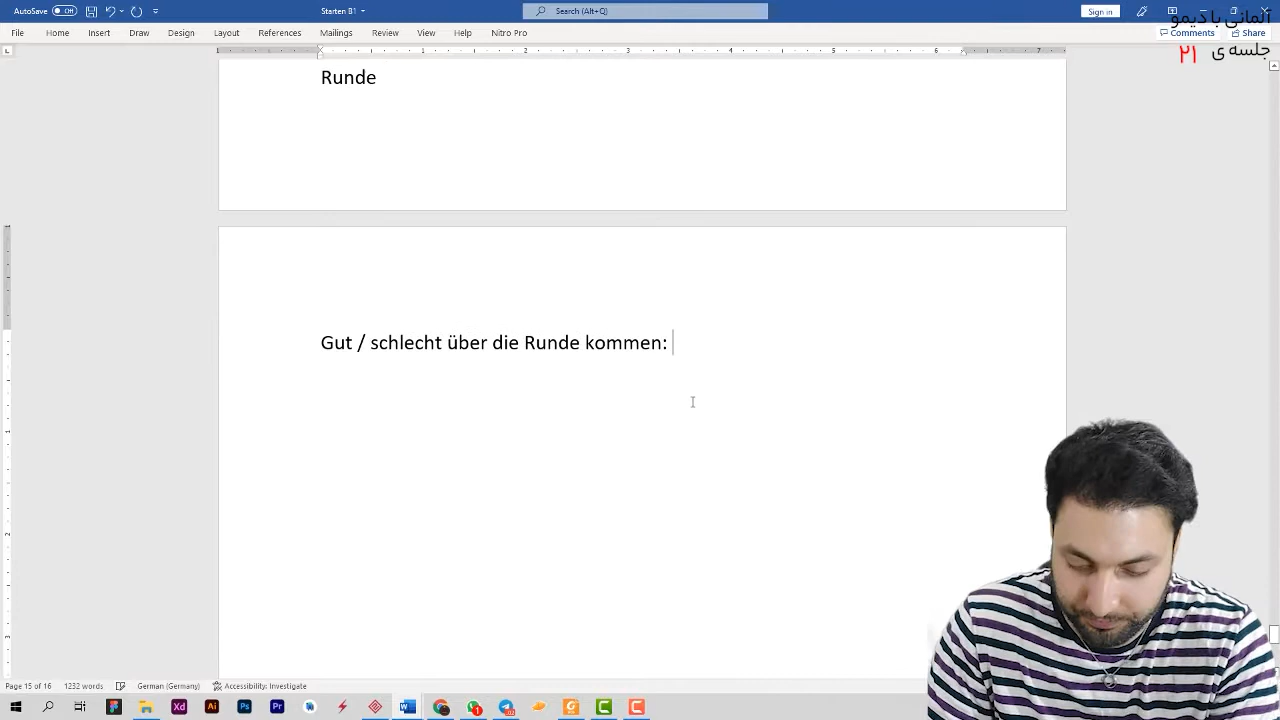 AutoSave Off Starten B1 Search (Alt+Q) Sign in
آلمانی با دیمو
File Home Insert Draw Design Layout References Mailings Review View Help Nitro Pro Comments Share
جلسه ی ۲۱
Runde
Gut / schlecht über die Runde kommen:
Page 15 of 16 1232 words German (Germany) Accessibility: Investigate